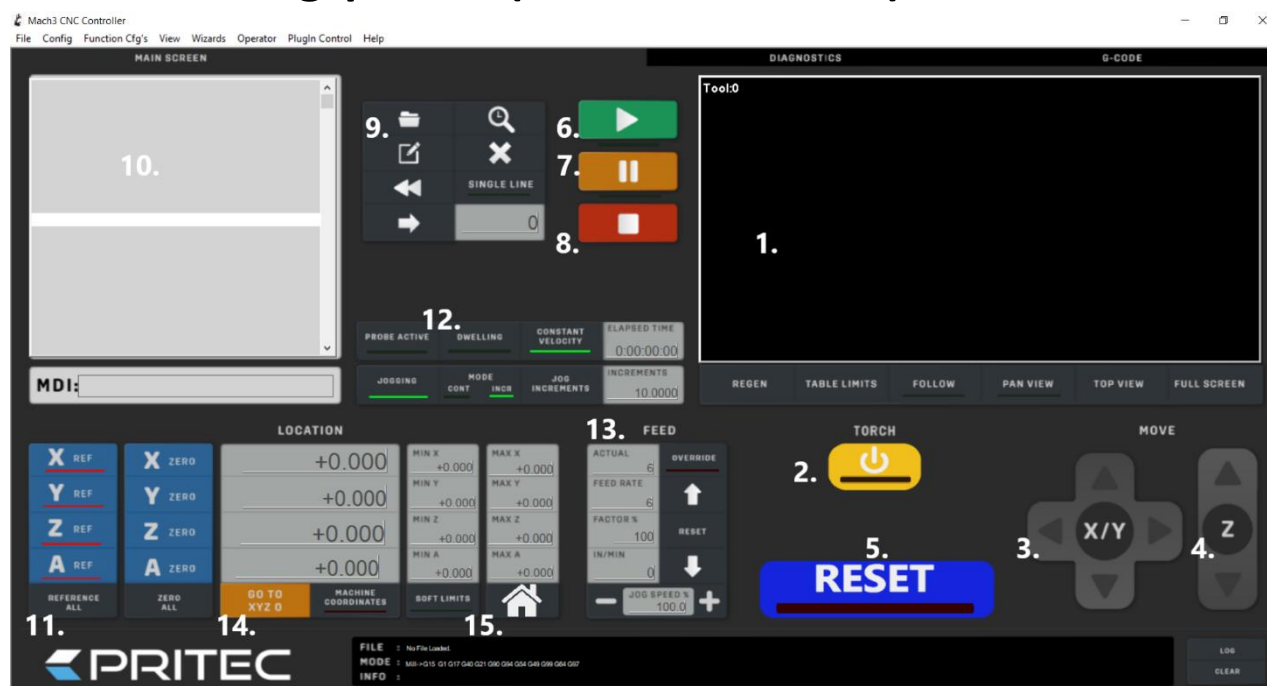 Mach3 CNC Controller
File Config Function Cfg's View Wizards Operator PlugIn Control Help
MAIN SCREEN
DIAGNOSTICS
G-CODE
Tool:0
9.
6.
10.
7.
SINGLE LINE
0
8.
1.
12.
PROBE ACTIVE
DWELLING
CONSTANT VELOCITY
ELAPSED TIME
0:00:00:00
MDI:
JOGGING
MODE
CONT INCR
JOG INCREMENTS
INCREMENTS
10.0000
REGEN
TABLE LIMITS
FOLLOW
PAN VIEW
TOP VIEW
FULL SCREEN
LOCATION
13. FEED
TORCH
MOVE
X REF
X ZERO
+0.000
MIN X
+0.000
MAX X
+0.000
ACTUAL
6
OVERRIDE
2.
Y REF
Y ZERO
+0.000
MIN Y
+0.000
MAX Y
+0.000
FEED RATE
6
Z REF
Z ZERO
+0.000
MIN Z
+0.000
MAX Z
+0.000
FACTOR %
100
RESET
3.
X/Y
4.
Z
A REF
A ZERO
+0.000
MIN A
+0.000
MAX A
+0.000
IN/MIN
0
5.
RESET
REFERENCE ALL
ZERO ALL
GO TO XYZ 0
MACHINE COORDINATES
SOFT LIMITS
JOG SPEED %
100.0
11.
14.
15.
PRITEC
FILE : No File Loaded.
MODE : Mill->G15 G1 G17 G40 G21 G90 G94 G54 G49 G99 G64 G97
INFO :
LOG
CLEAR